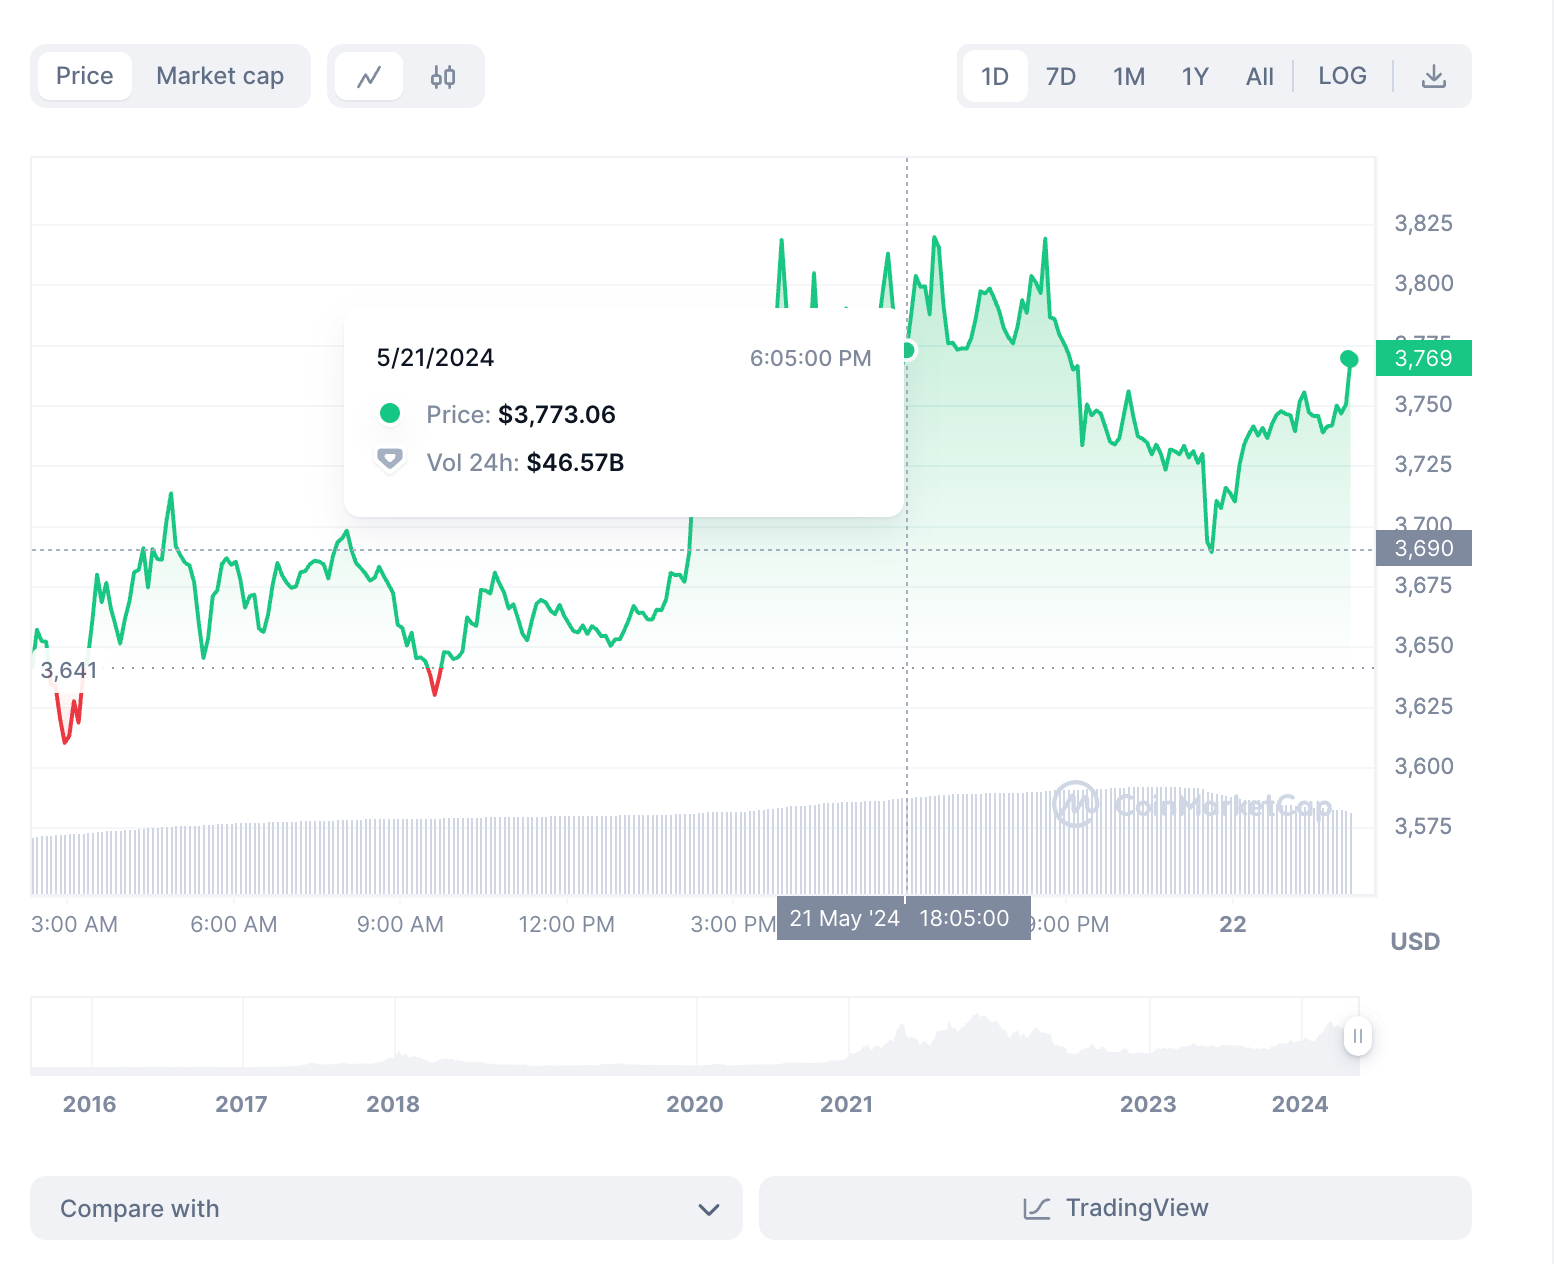 Price Market cap 1D 7D 1M 1Y All LOG
3,825
3,800
3,775
3,769
5/21/2024 6:05:00 PM
Price: $3,773.06
Vol 24h: $46.57B
3,750
3,725
3,700
3,690
3,675
3,650
3,641
3,625
3,600
CoinMarketCap
3,575
3:00 AM 6:00 AM 9:00 AM 12:00 PM 3:00 PM 21 May '24 18:05:00 9:00 PM 22
USD
2016 2017 2018 2020 2021 2023 2024
Compare with TradingView